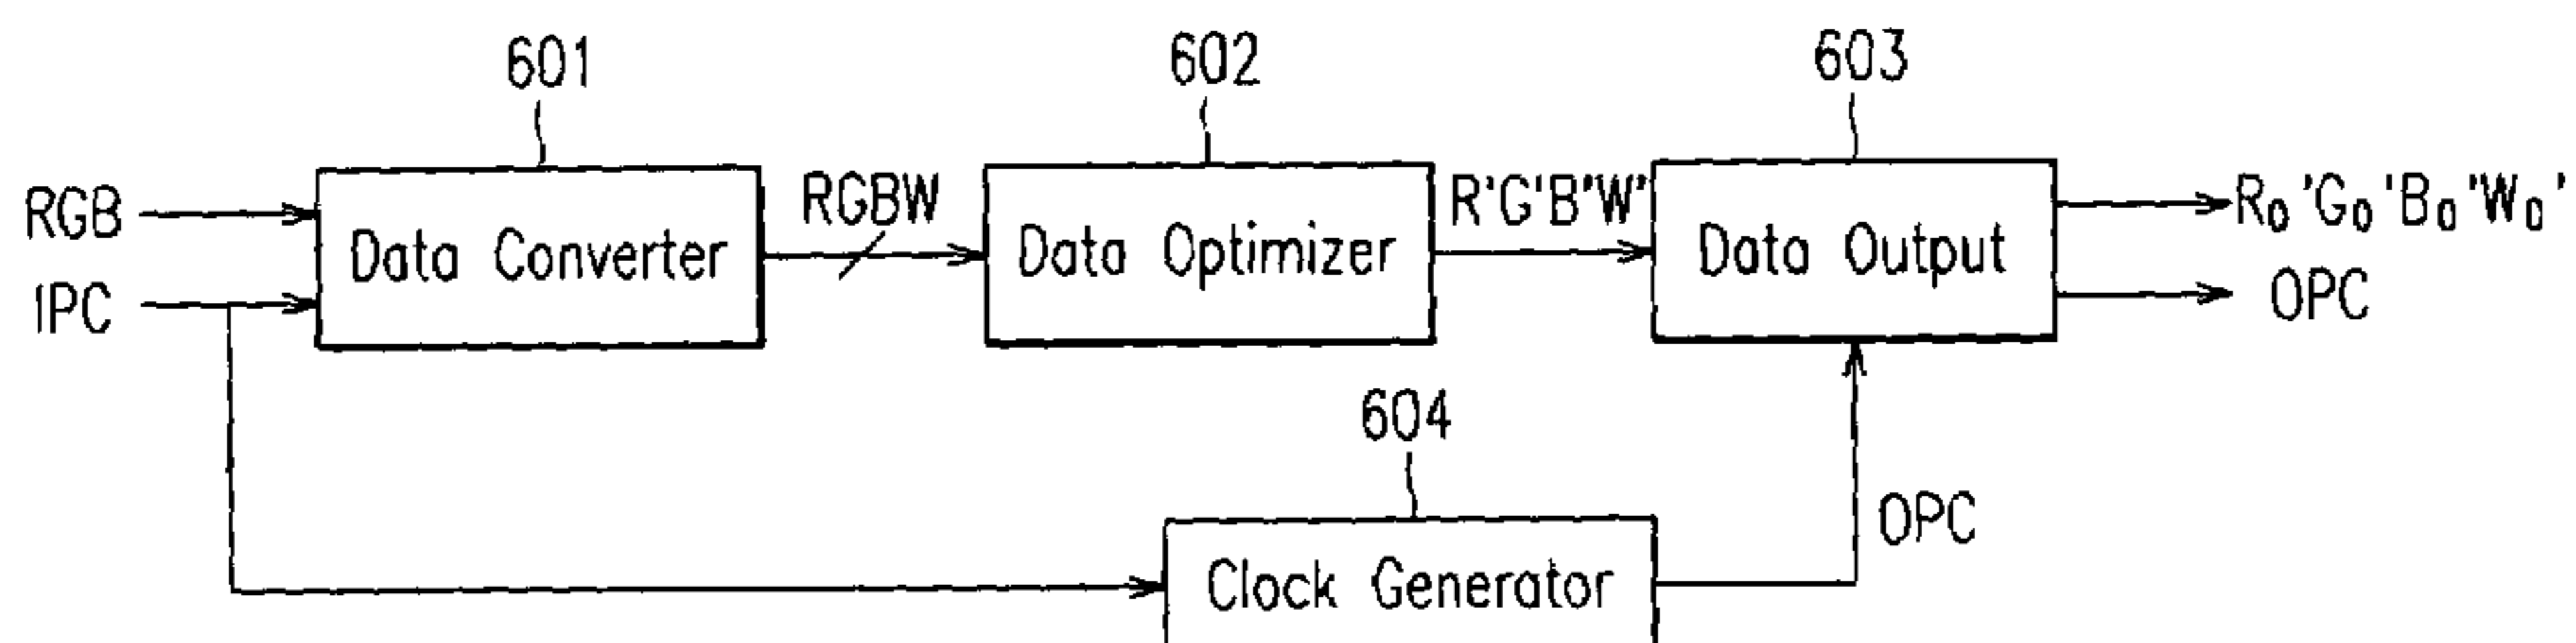 601
602
603
RGB
IPC
Data Converter
RGBW
Data Optimizer
R'G'B'W'
Data Output
R₀'G₀'B₀'W₀'
OPC
604
OPC
Clock Generator